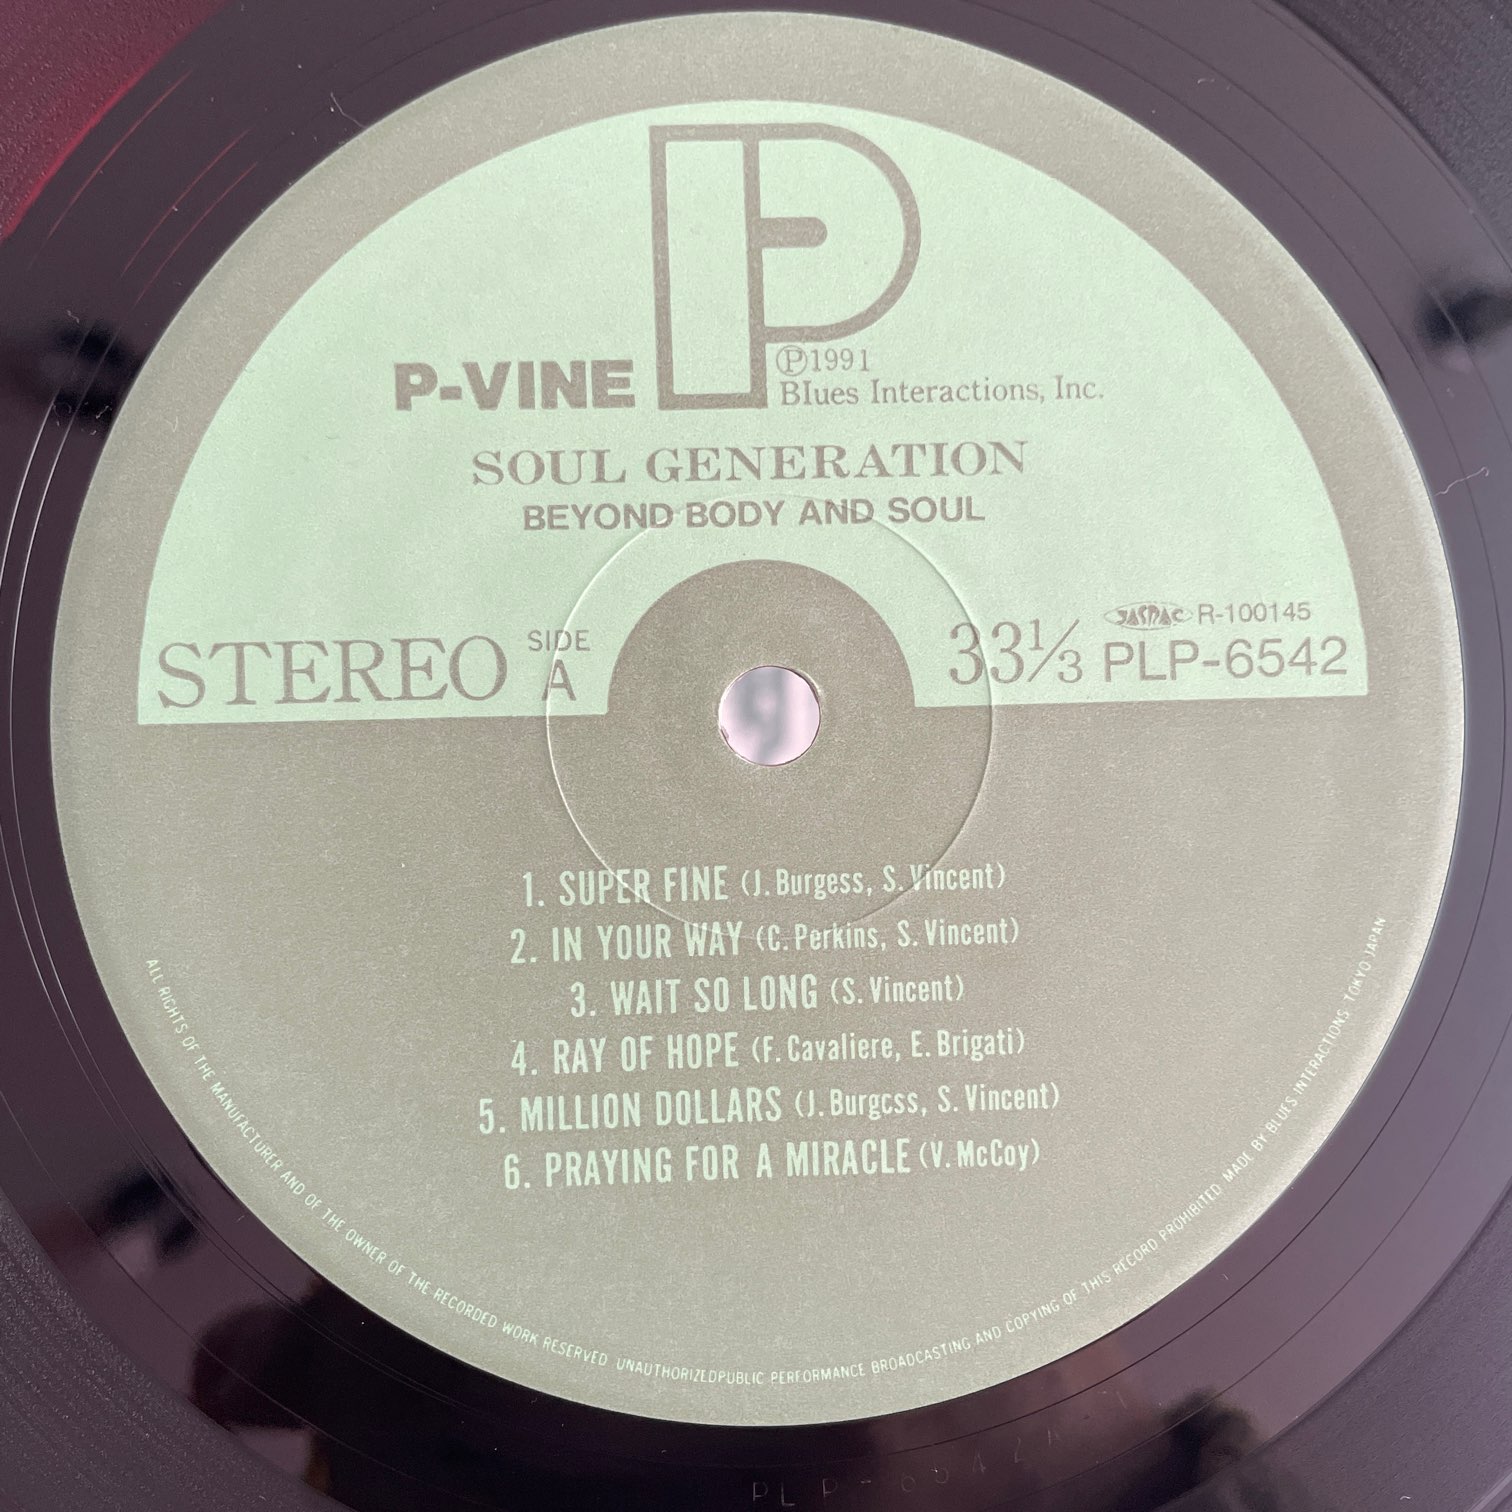 P
P-VINE
Ⓟ1991
Blues Interactions, Inc.
SOUL GENERATION
BEYOND BODY AND SOUL
STEREO
SIDE
A
33⅓
JASRAC R-100145
PLP-6542
1. SUPER FINE (J. Burgess, S. Vincent)
2. IN YOUR WAY (C. Perkins, S. Vincent)
3. WAIT SO LONG (S. Vincent)
4. RAY OF HOPE (F. Cavaliere, E. Brigati)
5. MILLION DOLLARS (J. Burgcss, S. Vincent)
6. PRAYING FOR A MIRACLE (V. McCoy)
ALL RIGHTS OF THE MANUFACTURER AND OF THE OWNER OF THE RECORDED WORK RESERVED UNAUTHORIZEDPUBLIC PERFORMANCE BROADCASTING AND COPYING OF THIS RECORD PROHIBITED MADE BY BLUES INTERACTIONS TOKYO JAPAN
PLP-6542A